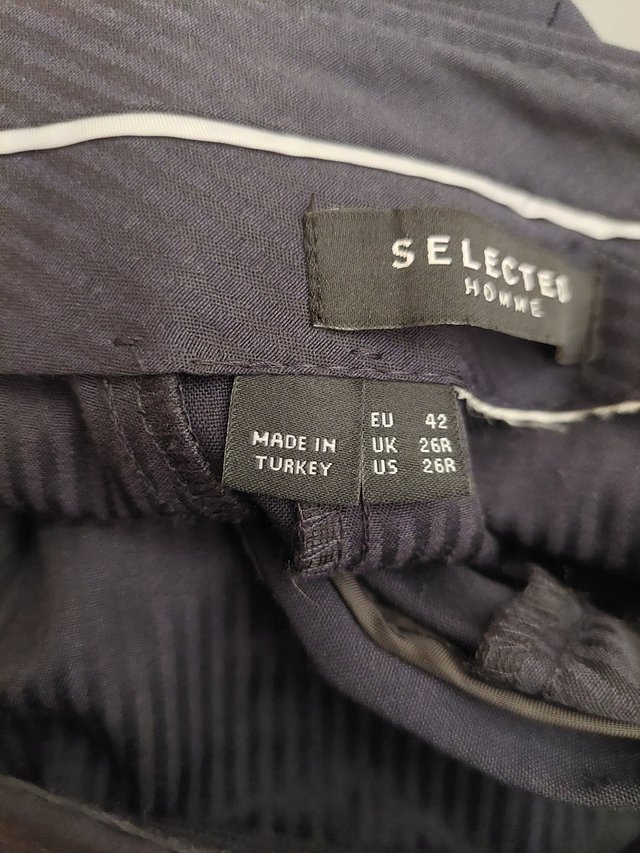 SELECTED
HOMME
MADE IN
TURKEY
EU 42
UK 26R
US 26R